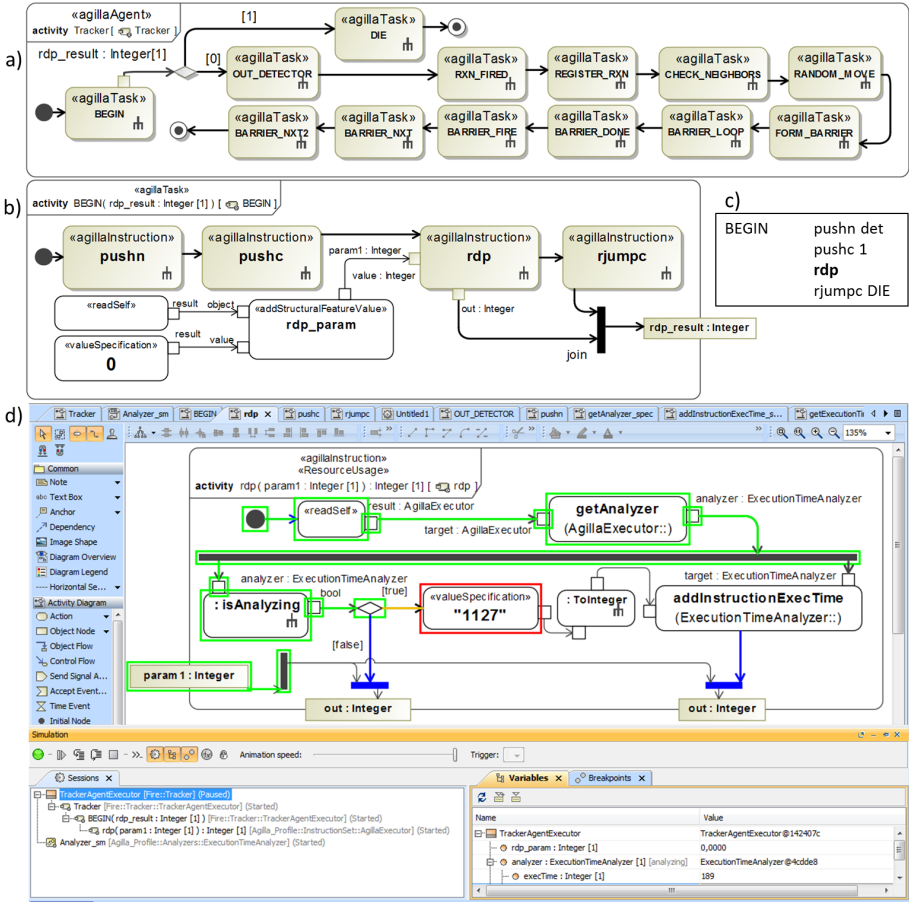 a)
«agillaAgent»
activity Tracker [ Tracker ]
rdp_result : Integer[1]
[1]
«agillaTask»
DIE
[0]
«agillaTask»
OUT_DETECTOR
«agillaTask»
RXN_FIRED
«agillaTask»
REGISTER_RXN
«agillaTask»
CHECK_NEIGHBORS
«agillaTask»
RANDOM_MOVE
«agillaTask»
BEGIN
«agillaTask»
BARRIER_NXT2
«agillaTask»
BARRIER_NXT
«agillaTask»
BARRIER_FIRE
«agillaTask»
BARRIER_DONE
«agillaTask»
BARRIER_LOOP
«agillaTask»
FORM_BARRIER
b)
«agillaTask»
activity BEGIN( rdp_result : Integer [1] ) [ BEGIN ]
«agillaInstruction»
pushn
«agillaInstruction»
pushc
param1 : Integer
value : Integer
«agillaInstruction»
rdp
«agillaInstruction»
rjumpc
«readSelf»
result
object
«addStructuralFeatureValue»
rdp_param
«valueSpecification»
0
result
value
out : Integer
join
rdp_result : Integer
c)
BEGIN pushn det
pushc 1
rdp
rjumpc DIE
d)
Tracker
Analyzer_sm
BEGIN
rdp
pushc
rjumpc
Untitled1
OUT_DETECTOR
pushn
getAnalyzer_spec
addInstructionExecTime_s...
getExecutionTi
135%
Common
Note
abc Text Box
Anchor
Dependency
Image Shape
Diagram Overview
Diagram Legend
Horizontal Se...
Activity Diagram
Action
Object Node
Object Flow
Control Flow
Send Signal A...
Accept Event...
Time Event
Initial Node
«agillaInstruction»
«ResourceUsage»
activity rdp ( param1 : Integer [1] ) : Integer [1] [ rdp ]
«readSelf»
result : AgillaExecutor
target : AgillaExecutor
getAnalyzer
(AgillaExecutor::)
analyzer : ExecutionTimeAnalyzer
analyzer : ExecutionTimeAnalyzer
target : ExecutionTimeAnalyzer
: isAnalyzing
bool
[true]
[false]
«valueSpecification»
"1127"
: ToInteger
addInstructionExecTime
(ExecutionTimeAnalyzer::)
param1 : Integer
out : Integer
out : Integer
Simulation
Animation speed:
Trigger:
Sessions
TrackerAgentExecutor [Fire::Tracker] (Paused)
Tracker [Fire::Tracker::TrackerAgentExecutor] (Started)
BEGIN( rdp_result : Integer [1] ) [Fire::Tracker::TrackerAgentExecutor] (Started)
rdp( param1 : Integer [1] ) : Integer [1] [Agilla_Profile::InstructionSet::AgillaExecutor] (Started)
Analyzer_sm [Agilla_Profile::Analyzers::ExecutionTimeAnalyzer] (Started)
Variables
Breakpoints
Name Value
TrackerAgentExecutor TrackerAgentExecutor@142407c
rdp_param : Integer [1] 0,0000
analyzer : ExecutionTimeAnalyzer [1] [analyzing] ExecutionTimeAnalyzer@4cdde8
execTime : Integer [1] 189